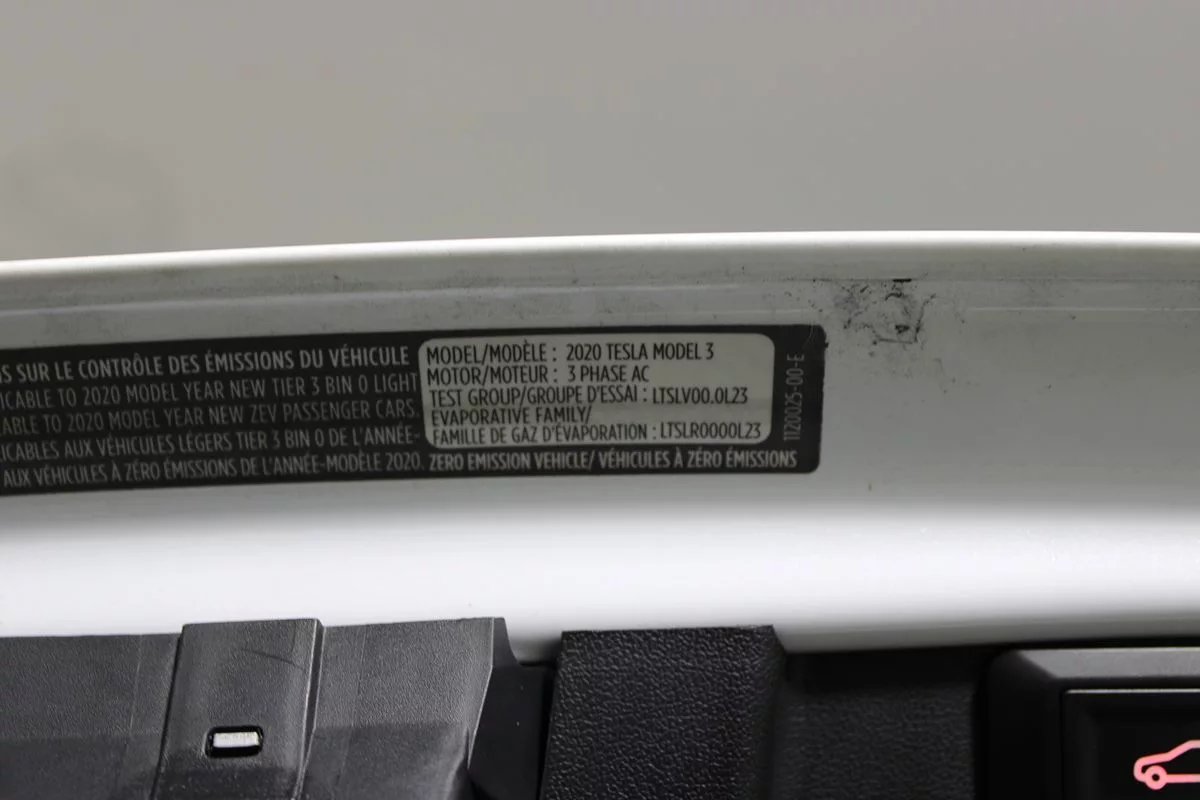 S SUR LE CONTRÔLE DES ÉMISSIONS DU VÉHICULE
ICABLE TO 2020 MODEL YEAR NEW TIER 3 BIN 0 LIGHT
ABLE TO 2020 MODEL YEAR NEW ZEV PASSENGER CARS.
ICABLES AUX VÉHICULES LÉGERS TIER 3 BIN 0 DE L'ANNÉE-
AUX VÉHICULES À ZÉRO ÉMISSIONS DE L'ANNÉE-MODÈLE 2020.
MODEL/MODÈLE : 2020 TESLA MODEL 3
MOTOR/MOTEUR : 3 PHASE AC
TEST GROUP/GROUPE D'ESSAI : LTSLV00.0L23
EVAPORATIVE FAMILY/
FAMILLE DE GAZ D'ÉVAPORATION : LTSLR0000L23
ZERO EMISSION VEHICLE/ VÉHICULES À ZÉRO ÉMISSIONS
1120025-00-E